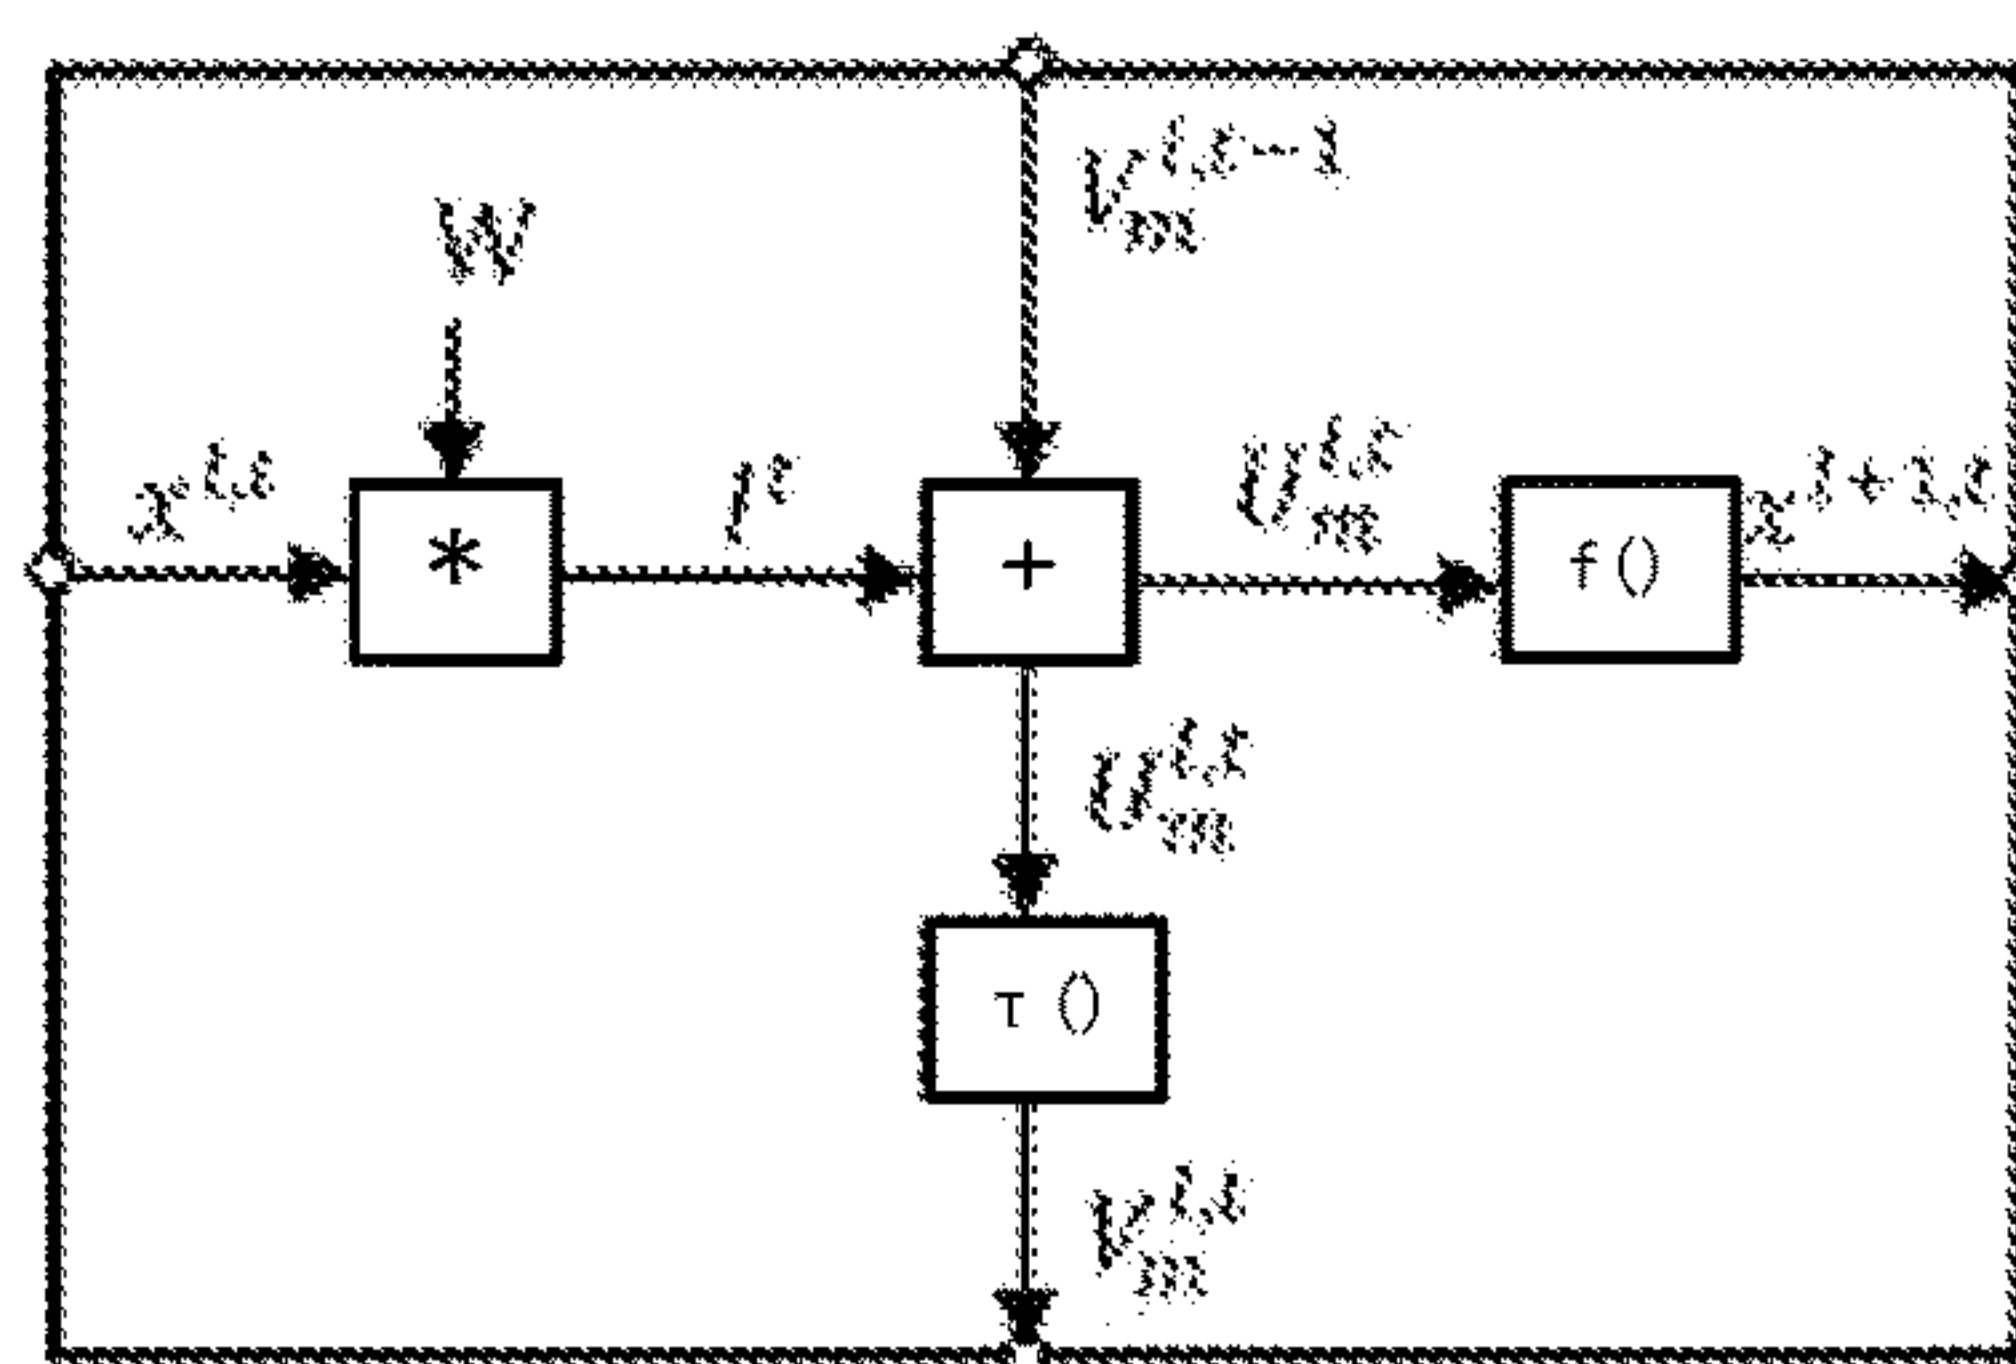 V_m^{l,t-1}
W
x^{l,t}
*
I^t
+
U_m^{l,t}
f ()
x^{l+1,t}
U_m^{l,t}
τ ()
V_m^{l,t}